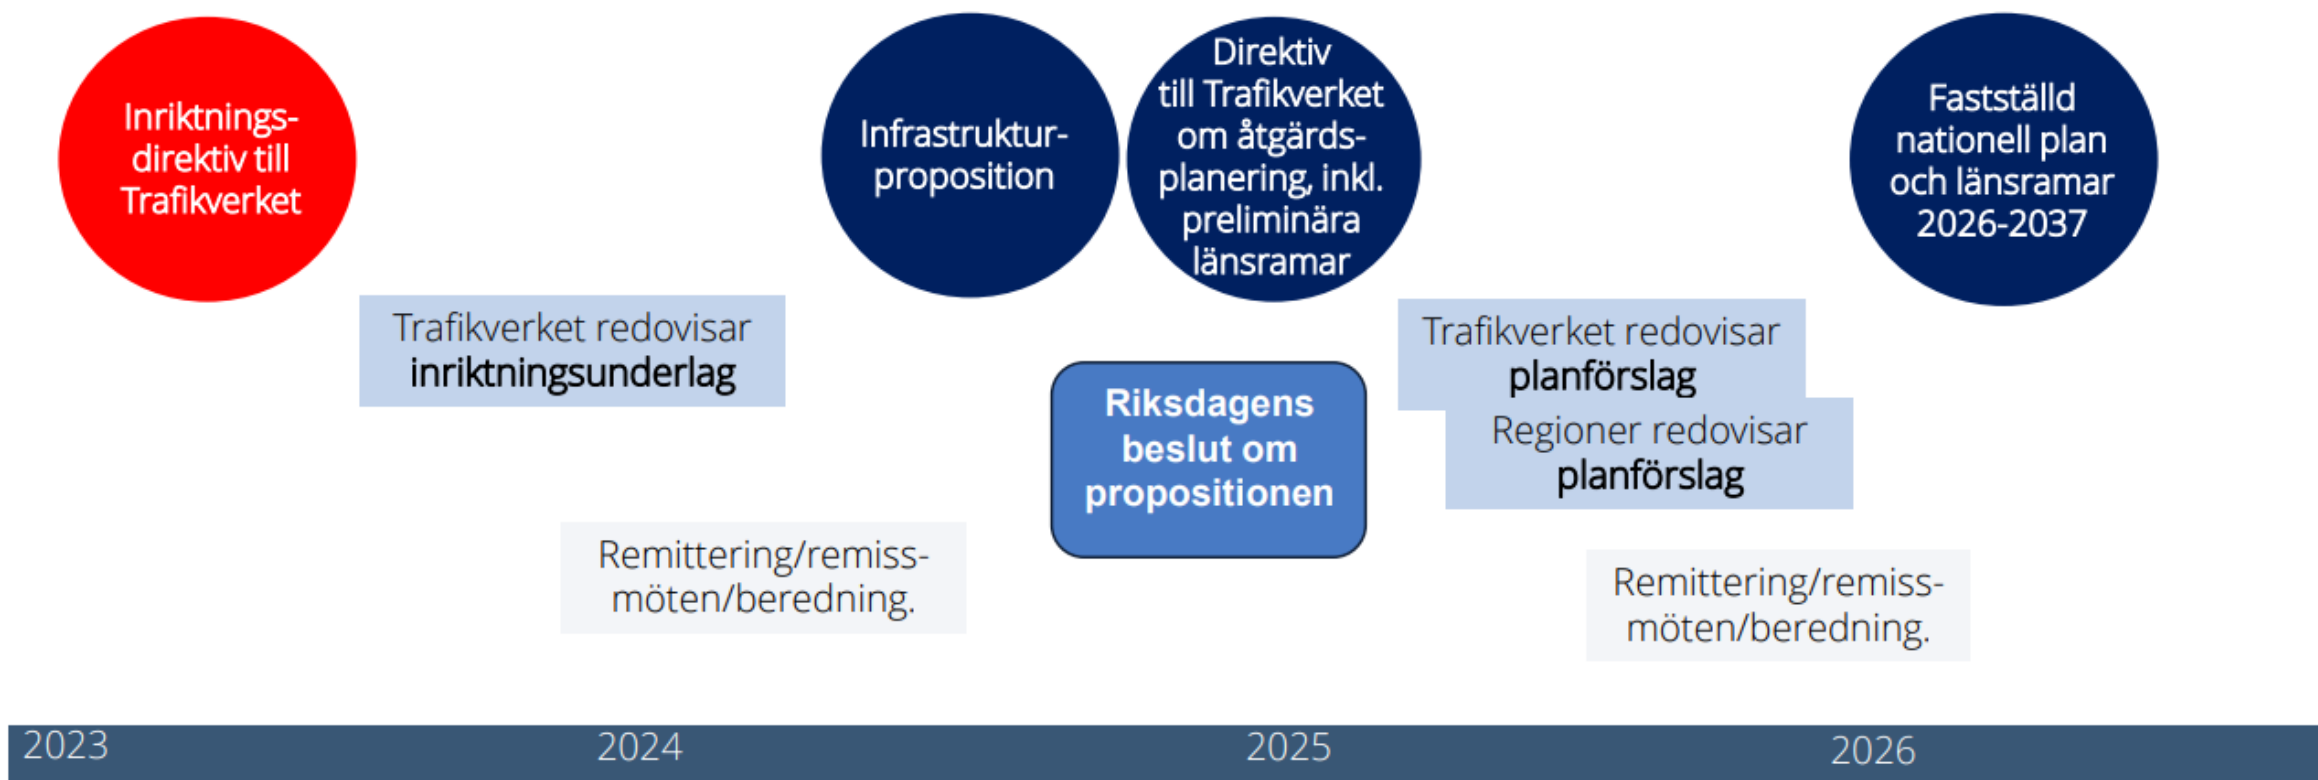 Inriktnings-
direktiv till
Trafikverket
Infrastruktur-
proposition
Direktiv
till Trafikverket
om åtgärds-
planering, inkl.
preliminära
länsramar
Fastställd
nationell plan
och länsramar
2026-2037
Trafikverket redovisar
inriktningsunderlag
Riksdagens
beslut om
propositionen
Trafikverket redovisar
planförslag
Regioner redovisar
planförslag
Remittering/remiss-
möten/beredning.
Remittering/remiss-
möten/beredning.
2023
2024
2025
2026